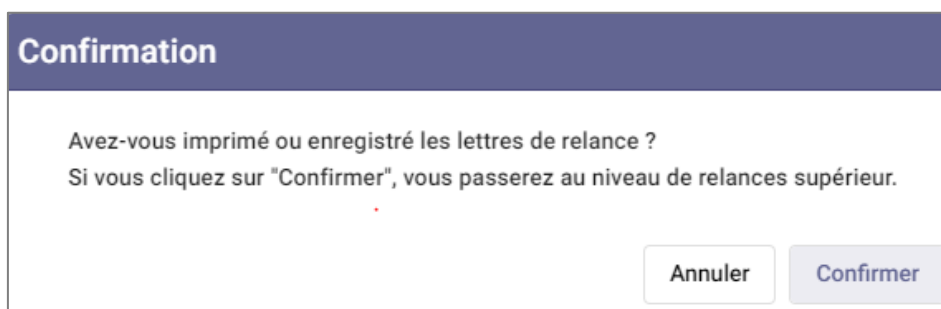 Confirmation
Avez-vous imprimé ou enregistré les lettres de relance ?
Si vous cliquez sur "Confirmer", vous passerez au niveau de relances supérieur.
Annuler
Confirmer